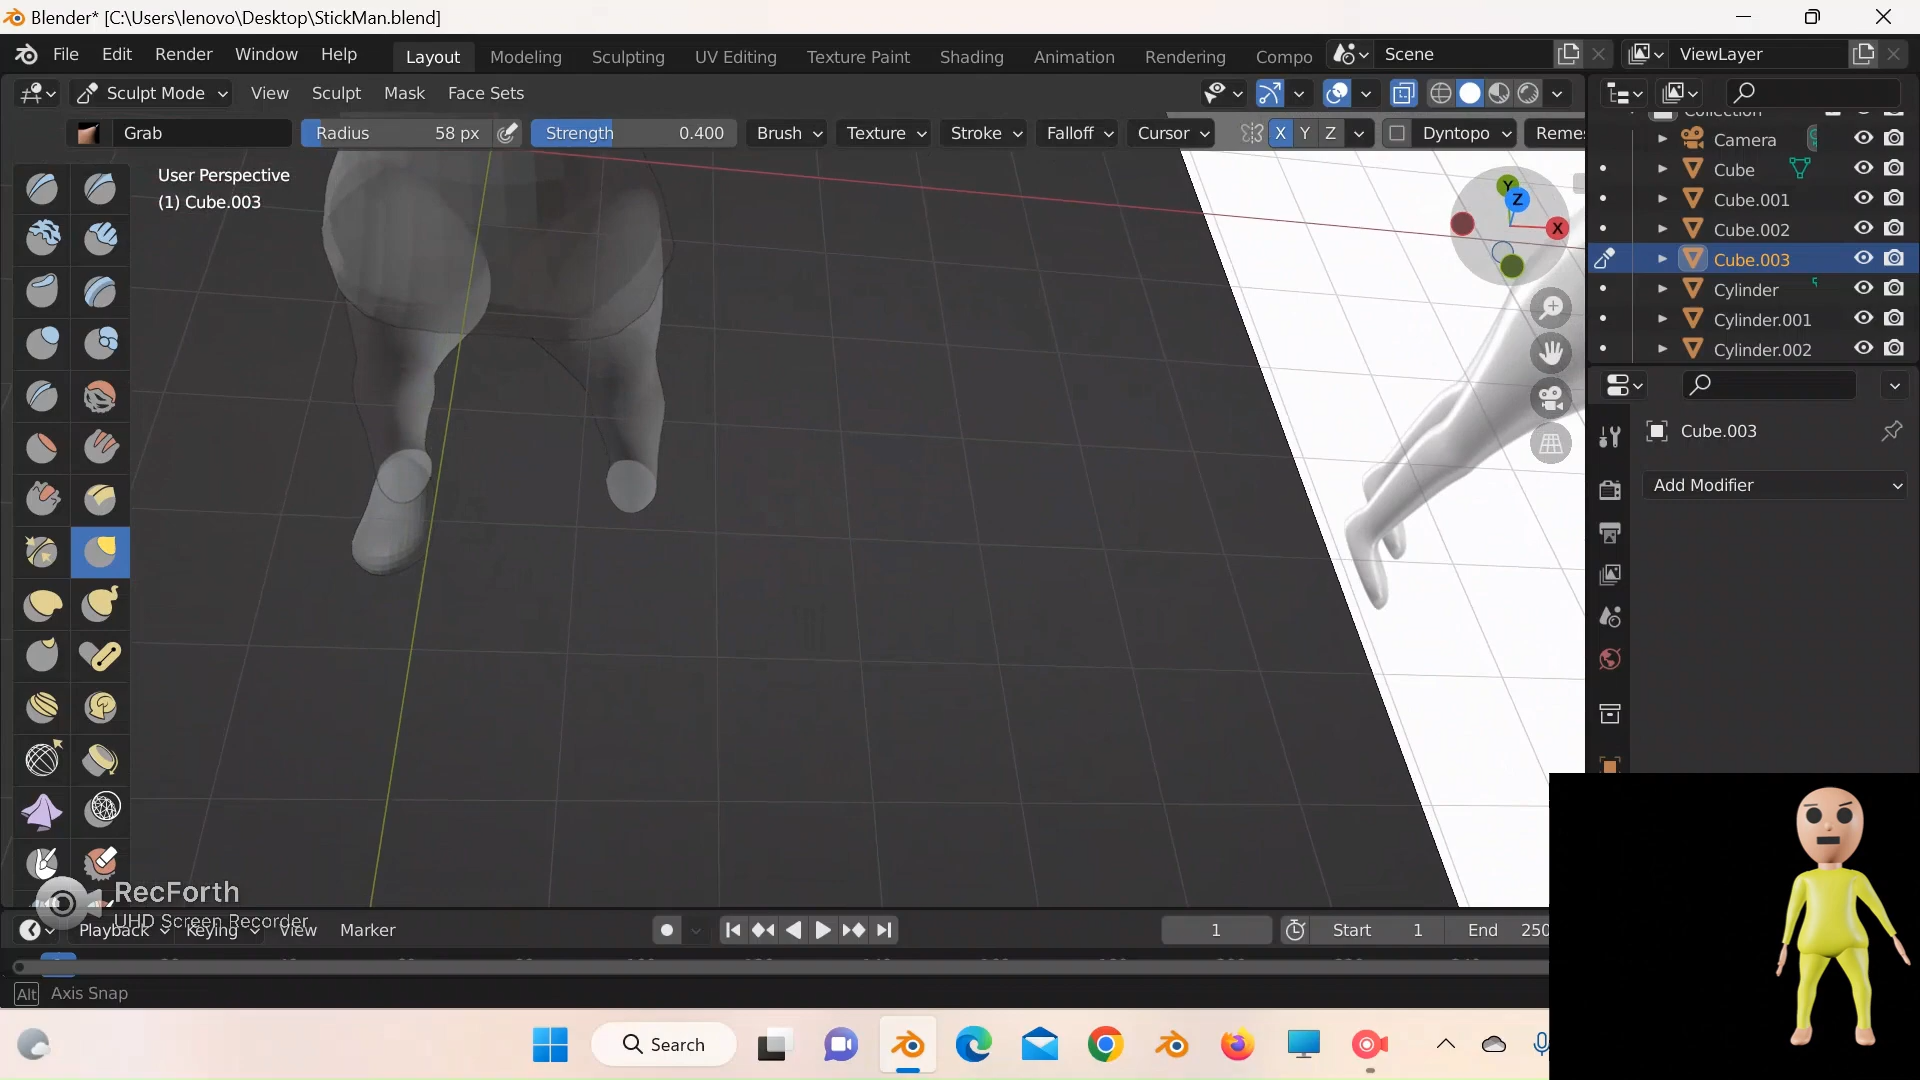 Blender* [C:\Users\lenovo\Desktop\StickMan.blend]
File Edit Render Window Help Layout Modeling Sculpting UV Editing Texture Paint Shading Animation Rendering Compo Scene ViewLayer
Sculpt Mode View Sculpt Mask Face Sets
Grab Radius 58 px Strength 0.400 Brush Texture Stroke Falloff Cursor X Y Z Dyntopo Remes
User Perspective
(1) Cube.003
Y
Z
X
Collection
Camera
Cube
Cube.001
Cube.002
Cube.003
Cylinder
Cylinder.001
Cylinder.002
Cube.003
Add Modifier
RecForth
UHD Screen Recorder
Playback Keying View Marker 1 Start 1 End 250
Alt Axis Snap
Search